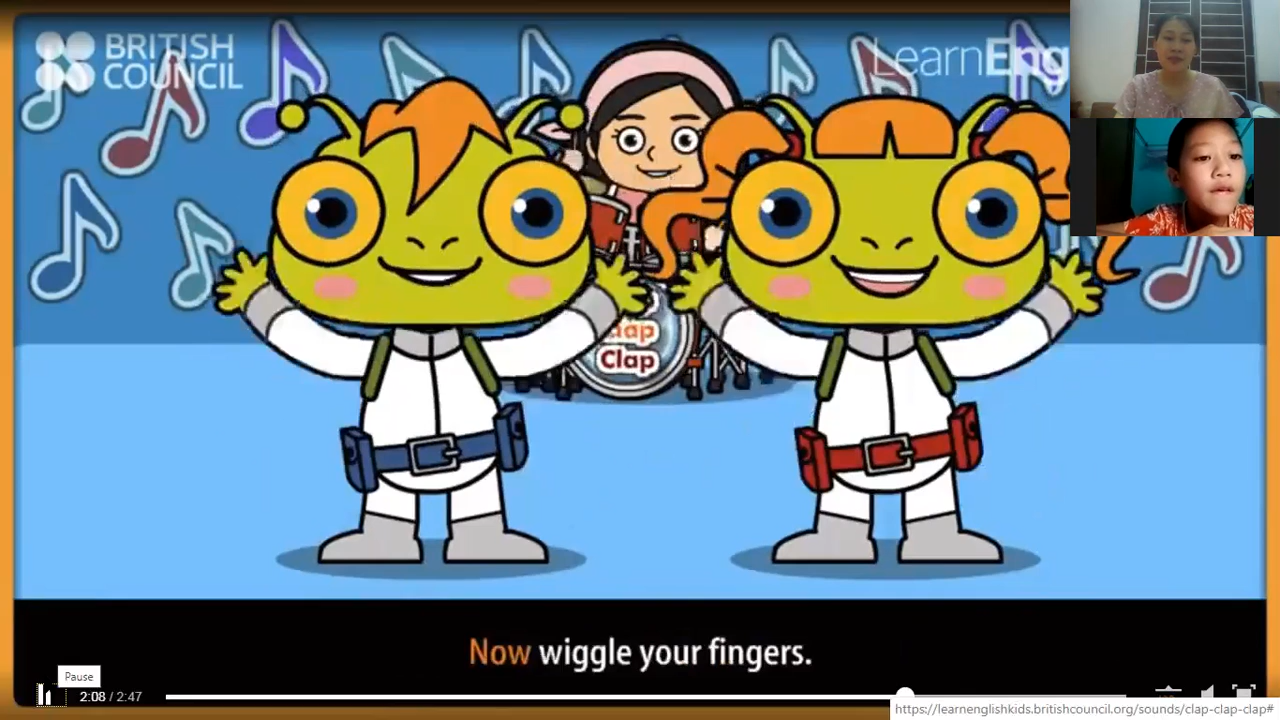 BRITISH
COUNCIL
LearnEng
Clap
Clap
Now wiggle your fingers.
Pause
2:08 / 2:47
https://learnenglishkids.britishcouncil.org/sounds/clap-clap-clap#